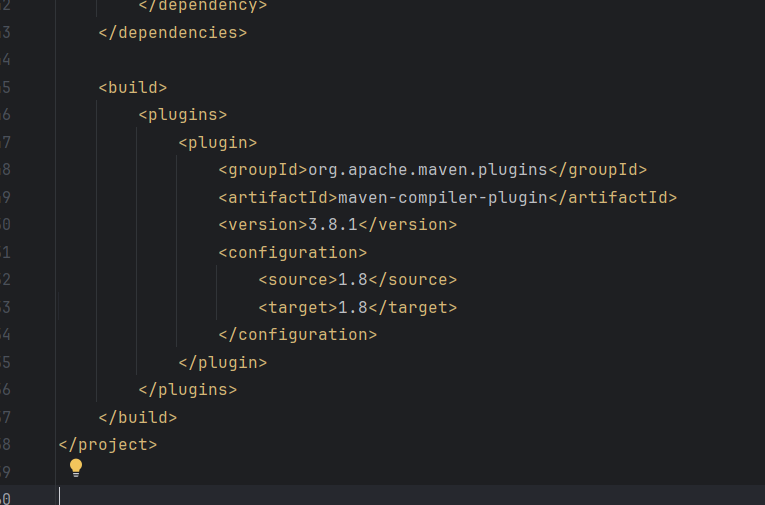 </dependency>
</dependencies>
<build>
<plugins>
<plugin>
<groupId>org.apache.maven.plugins</groupId>
<artifactId>maven-compiler-plugin</artifactId>
<version>3.8.1</version>
<configuration>
<source>1.8</source>
<target>1.8</target>
</configuration>
</plugin>
</plugins>
</build>
</project>